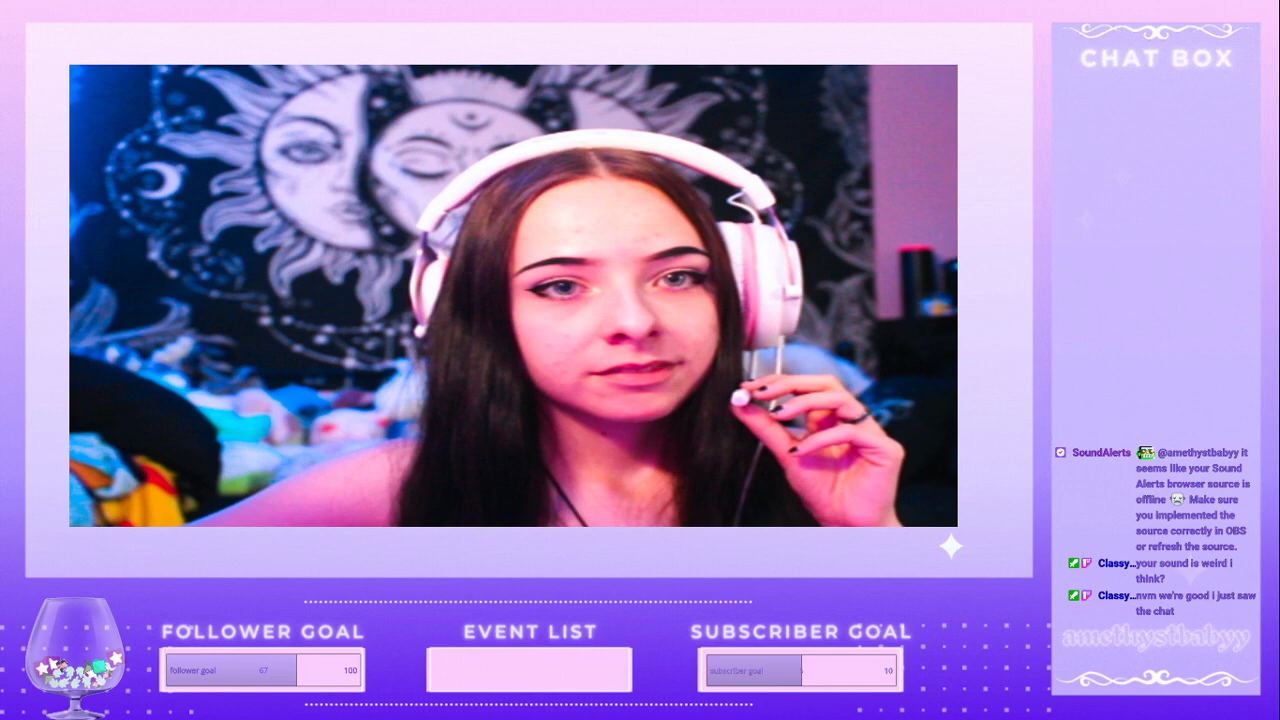 CHAT BOX
SoundAlerts @amethystbabyy it
seems like your Sound
Alerts browser source is
offline Make sure
you implemented the
source correctly in OBS
or refresh the source.
Classy... your sound is weird i
think?
Classy... nvm we're good i just saw
the chat
amethystbabyy
FOLLOWER GOAL
EVENT LIST
SUBSCRIBER GOAL
follower goal 67 100
subscriber goal 10